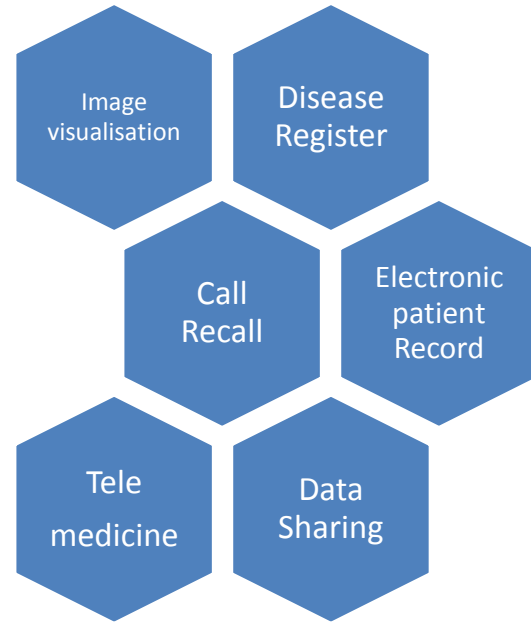 Image
visualisation
Disease
Register
Call
Recall
Electronic
patient
Record
Tele
medicine
Data
Sharing